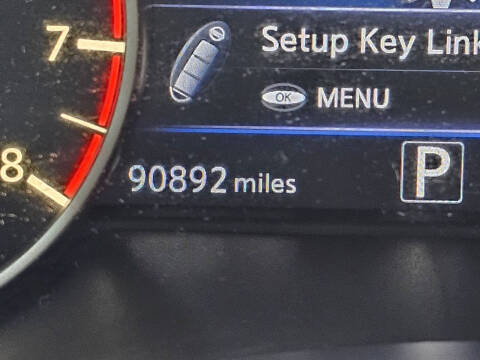 7
Setup Key Link
OK MENU
8
90892 miles
P